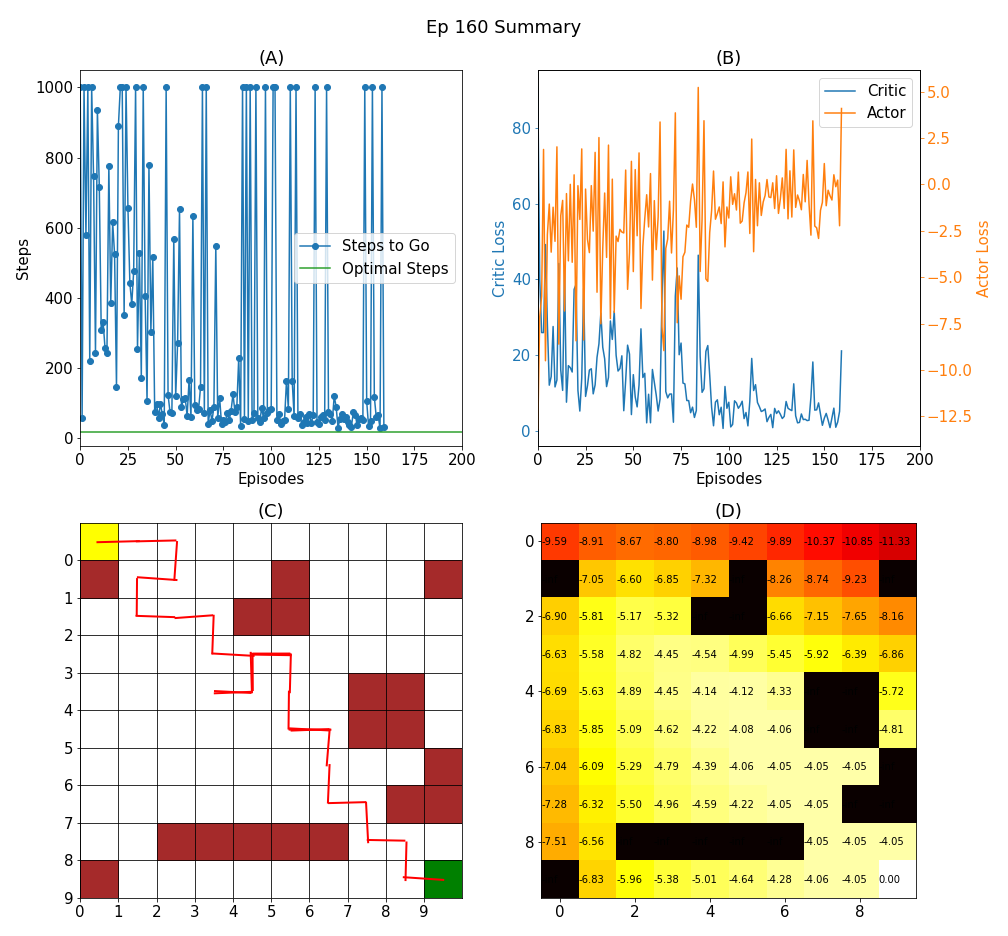 Ep 160 Summary
(A)
1000
800
600
400
200
0
Steps
Steps to Go
Optimal Steps
0 25 50 75 100 125 150 175 200
Episodes
(B)
80
60
40
20
0
Critic Loss
Critic
Actor
5.0
2.5
0.0
−2.5
−5.0
−7.5
−10.0
−12.5
Actor Loss
0 25 50 75 100 125 150 175 200
Episodes
(C)
0
1
2
3
4
5
6
7
8
9
0 1 2 3 4 5 6 7 8 9
(D)
0 -9.59 -8.91 -8.67 -8.80 -8.98 -9.42 -9.89 -10.37 -10.85 -11.33
-7.05 -6.60 -6.85 -7.32 -8.26 -8.74 -9.23
2 -6.90 -5.81 -5.17 -5.32 -6.66 -7.15 -7.65 -8.16
-6.63 -5.58 -4.82 -4.45 -4.54 -4.99 -5.45 -5.92 -6.39 -6.86
4 -6.69 -5.63 -4.89 -4.45 -4.14 -4.12 -4.33 -5.72
-6.83 -5.85 -5.09 -4.62 -4.22 -4.08 -4.06 -4.81
6 -7.04 -6.09 -5.29 -4.79 -4.39 -4.06 -4.05 -4.05 -4.05
-7.28 -6.32 -5.50 -4.96 -4.59 -4.22 -4.05 -4.05
8 -7.51 -6.56 -4.05 -4.05 -4.05
-6.83 -5.96 -5.38 -5.01 -4.64 -4.28 -4.06 -4.05 0.00
0 2 4 6 8